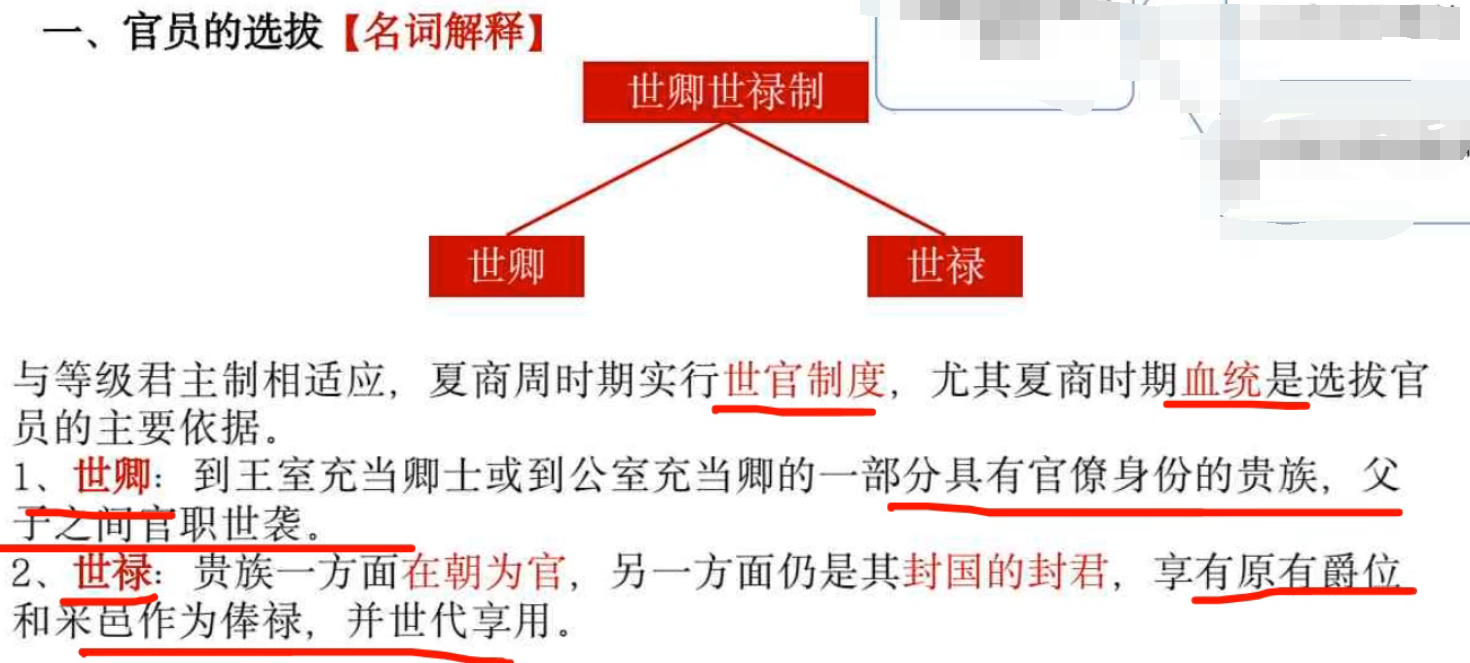 一、官员的选拔【名词解释】
世卿世禄制
世卿
世禄
与等级君主制相适应，夏商周时期实行世官制度，尤其夏商时期血统是选拔官
员的主要依据。
1、世卿：到王室充当卿士或到公室充当卿的一部分具有官僚身份的贵族，父
子之间官职世袭。
2、世禄：贵族一方面在朝为官，另一方面仍是其封国的封君，享有原有爵位
和采邑作为俸禄，并世代享用。